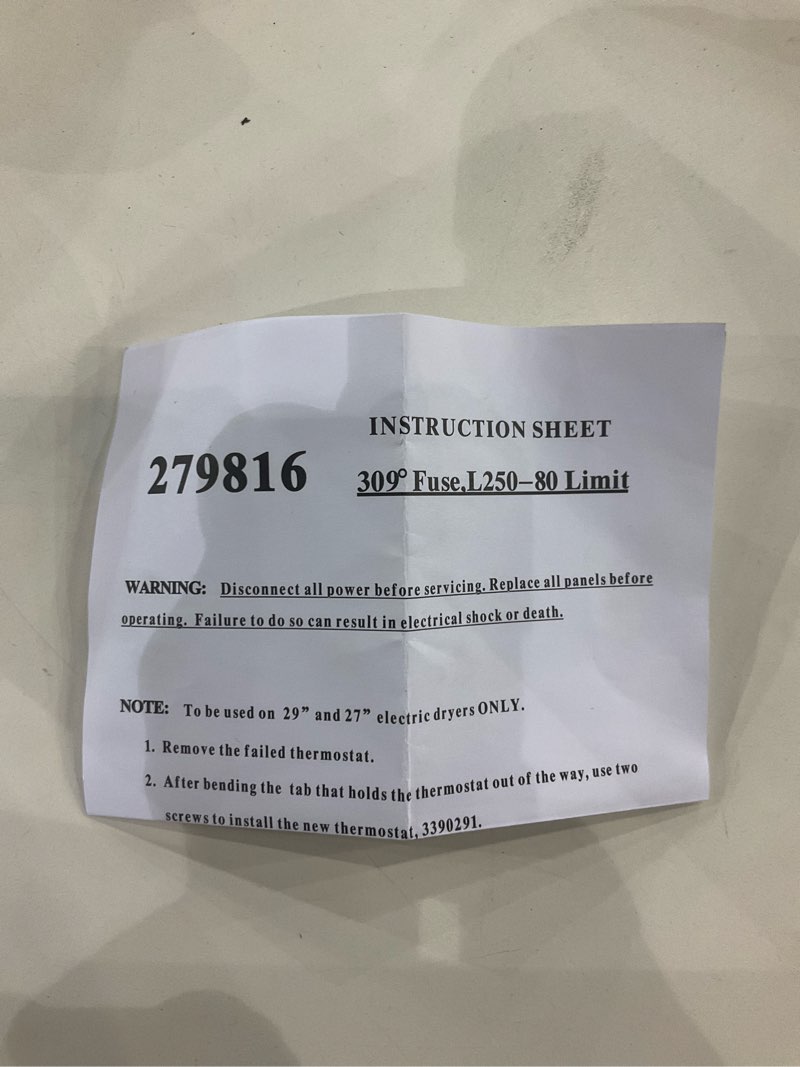 INSTRUCTION SHEET
279816 309° Fuse,L250–80 Limit
WARNING: Disconnect all power before servicing. Replace all panels before
operating. Failure to do so can result in electrical shock or death.
NOTE: To be used on 29” and 27” electric dryers ONLY.
1. Remove the failed thermostat.
2. After bending the tab that holds the thermostat out of the way, use two
screws to install the new thermostat, 3390291.